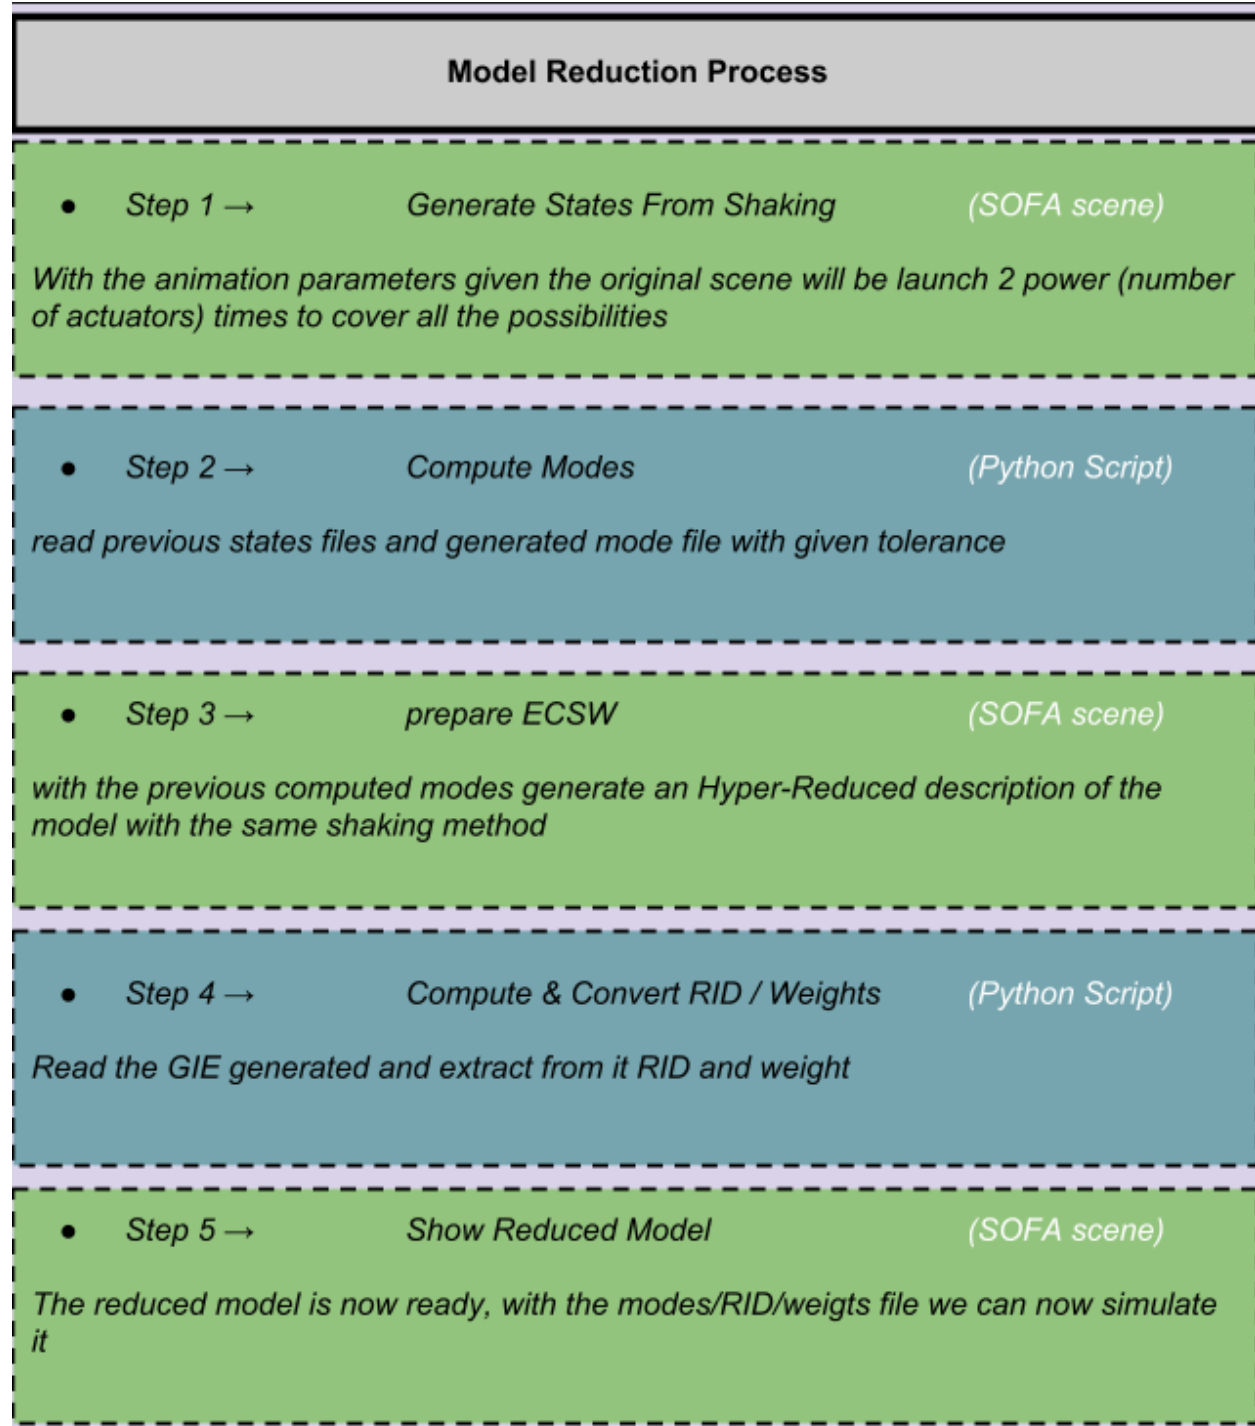 Model Reduction Process
● Step 1 → Generate States From Shaking (SOFA scene)
With the animation parameters given the original scene will be launch 2 power (number
of actuators) times to cover all the possibilities
● Step 2 → Compute Modes (Python Script)
read previous states files and generated mode file with given tolerance
● Step 3 → prepare ECSW (SOFA scene)
with the previous computed modes generate an Hyper-Reduced description of the
model with the same shaking method
● Step 4 → Compute & Convert RID / Weights (Python Script)
Read the GIE generated and extract from it RID and weight
● Step 5 → Show Reduced Model (SOFA scene)
The reduced model is now ready, with the modes/RID/weigts file we can now simulate
it